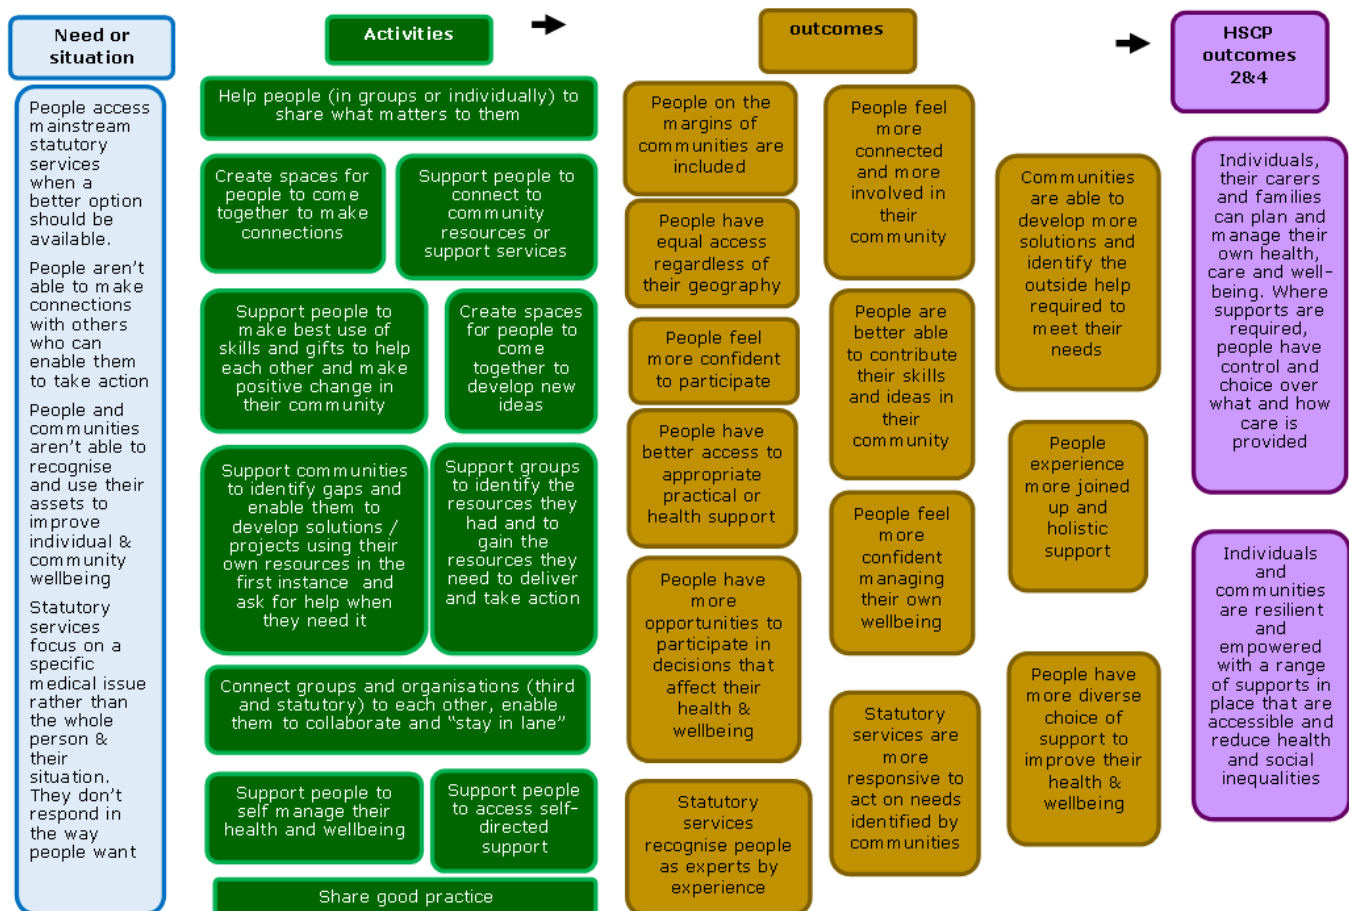 Need or
situation
Activities
outcomes
HSCP
outcomes
2&4
People access
mainstream
statutory
services
when a
better option
should be
available.
People aren't
able to make
connections
with others
who can
enable them
to take action
People and
communities
aren't able to
recognise
and use their
assets to
improve
individual &
community
wellbeing
Statutory
services
focus on a
specific
medical issue
rather than
the whole
person &
their
situation.
They don't
respond in
the way
people want
Help people (in groups or individually) to
share what matters to them
Create spaces for
people to come
together to make
connections
Support people to
connect to
community
resources or
support services
Support people to
make best use of
skills and gifts to help
each other and make
positive change in
their community
Create spaces
for people to
come
together to
develop new
ideas
Support communities
to identify gaps and
enable them to
develop solutions /
projects using their
own resources in the
first instance and
ask for help when
they need it
Support groups
to identify the
resources they
had and to
gain the
resources they
need to deliver
and take action
Connect groups and organisations (third
and statutory) to each other, enable
them to collaborate and "stay in lane"
Support people to
self manage their
health and wellbeing
Support people
to access self-
directed
support
Share good practice
People on the
margins of
communities are
included
People have
equal access
regardless of
their geography
People feel
more confident
to participate
People have
better access to
appropriate
practical or
health support
People have
more
opportunities to
participate in
decisions that
affect their
health &
wellbeing
Statutory
services
recognise people
as experts by
experience
People feel
more
connected
and more
involved in
their
community
People are
better able
to contribute
their skills
and ideas in
their
community
People feel
more
confident
managing
their own
wellbeing
Statutory
services are
more
responsive to
act on needs
identified by
communities
Communities
are able to
develop more
solutions and
identify the
outside help
required to
meet their
needs
People
experience
more joined
up and
holistic
support
People have
more diverse
choice of
support to
improve their
health &
wellbeing
Individuals,
their carers
and families
can plan and
manage their
own health,
care and well-
being. Where
supports are
required,
people have
control and
choice over
what and how
care is
provided
Individuals
and
communities
are resilient
and
empowered
with a range
of supports in
place that are
accessible and
reduce health
and social
inequalities